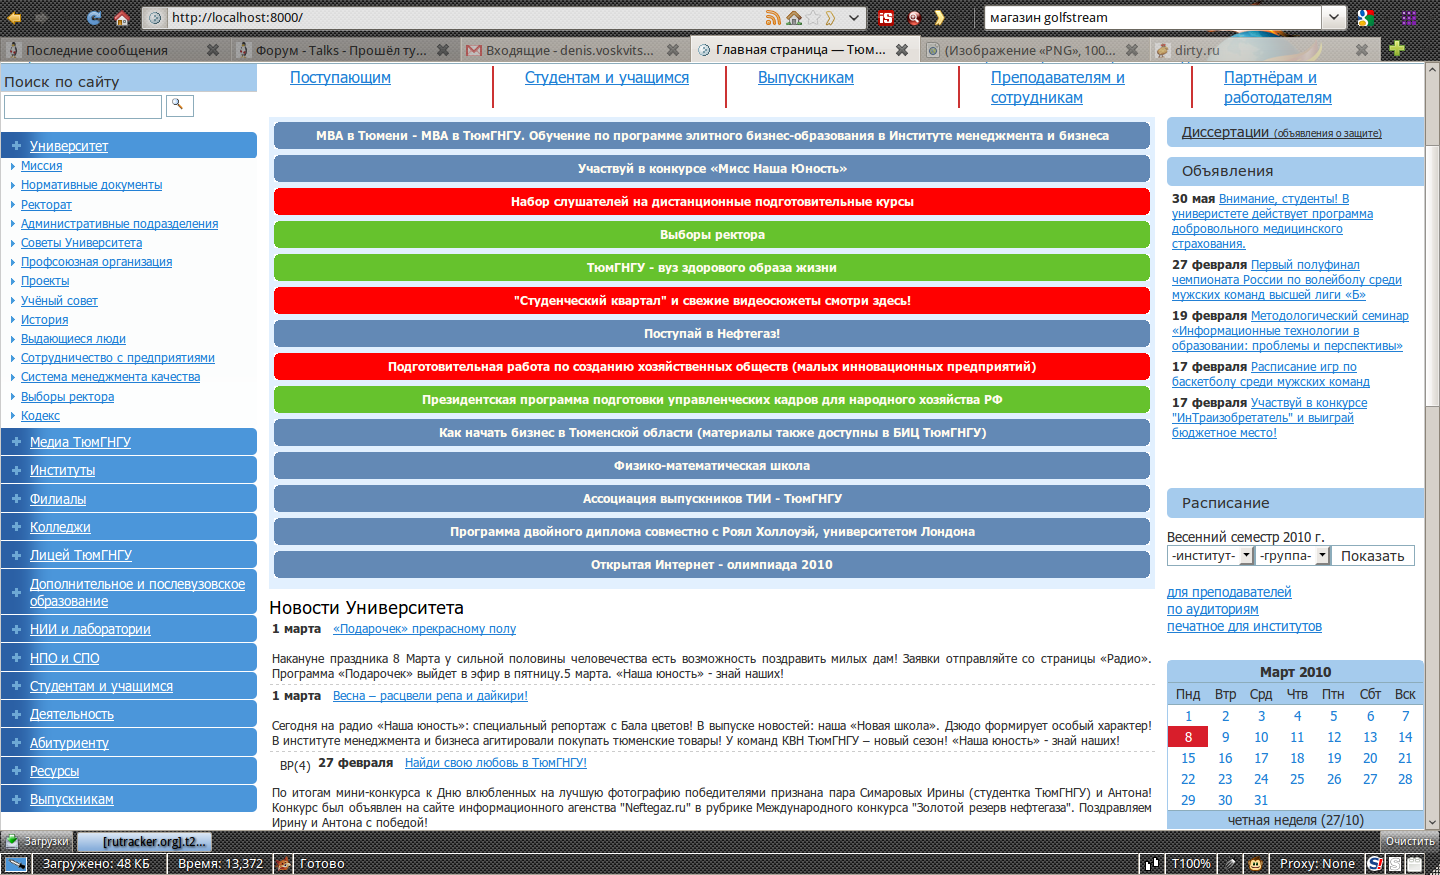 http://localhost:8000/
магазин golfstream
Последние сообщения
Форум - Talks - Прошёл ту...
Входящие - denis.voskvits...
Главная страница — Тюм...
(Изображение «PNG», 100...
dirty.ru
Поиск по сайту
Университет
Миссия
Нормативные документы
Ректорат
Административные подразделения
Советы Университета
Профсоюзная организация
Проекты
Учёный совет
История
Выдающиеся люди
Сотрудничество с предприятиями
Система менеджмента качества
Выборы ректора
Кодекс
Медиа ТюмГНГУ
Институты
Филиалы
Колледжи
Лицей ТюмГНГУ
Дополнительное и послевузовское
образование
НИИ и лаборатории
НПО и СПО
Студентам и учащимся
Деятельность
Абитуриенту
Ресурсы
Выпускникам
Поступающим
Студентам и учащимся
Выпускникам
Преподавателям и
сотрудникам
Партнёрам и
работодателям
МВА в Тюмени - МВА в ТюмГНГУ. Обучение по программе элитного бизнес-образования в Институте менеджмента и бизнеса
Участвуй в конкурсе «Мисс Наша Юность»
Набор слушателей на дистанционные подготовительные курсы
Выборы ректора
ТюмГНГУ - вуз здорового образа жизни
"Студенческий квартал" и свежие видеосюжеты смотри здесь!
Поступай в Нефтегаз!
Подготовительная работа по созданию хозяйственных обществ (малых инновационных предприятий)
Президентская программа подготовки управленческих кадров для народного хозяйства РФ
Как начать бизнес в Тюменской области (материалы также доступны в БИЦ ТюмГНГУ)
Физико-математическая школа
Ассоциация выпускников ТИИ - ТюмГНГУ
Программа двойного диплома совместно с Роял Холлоуэй, университетом Лондона
Открытая Интернет - олимпиада 2010
Новости Университета
1 марта «Подарочек» прекрасному полу
Накануне праздника 8 Марта у сильной половины человечества есть возможность поздравить милых дам! Заявки отправляйте со страницы «Радио».
Программа «Подарочек» выйдет в эфир в пятницу.5 марта. «Наша юность» - знай наших!
1 марта Весна – расцвели репа и дайкири!
Сегодня на радио «Наша юность»: специальный репортаж с Бала цветов! В выпуске новостей: наша «Новая школа». Дзюдо формирует особый характер!
В институте менеджмента и бизнеса агитировали покупать тюменские товары! У команд КВН ТюмГНГУ – новый сезон! «Наша юность» - знай наших!
ВР(4) 27 февраля Найди свою любовь в ТюмГНГУ!
По итогам мини-конкурса к Дню влюбленных на лучшую фотографию победителями признана пара Симаровых Ирины (студентка ТюмГНГУ) и Антона!
Конкурс был объявлен на сайте информационного агенства "Neftegaz.ru" в рубрике Международного конкурса "Золотой резерв нефтегаза". Поздравляем
Ирину и Антона с победой!
Диссертации (объявления о защите)
Объявления
30 мая Внимание, студенты! В
универистете действует программа
добровольного медицинского
страхования.
27 февраля Первый полуфинал
чемпионата России по волейболу среди
мужских команд высшей лиги «Б»
19 февраля Методологический семинар
«Информационные технологии в
образовании: проблемы и перспективы»
17 февраля Расписание игр по
баскетболу среди мужских команд
17 февраля Участвуй в конкурсе
"ИнТраизобретатель" и выиграй
бюджетное место!
Расписание
Весенний семестр 2010 г.
-институт- -группа- Показать
для преподавателей
по аудиториям
печатное для институтов
Март 2010
Пнд Втр Срд Чтв Птн Сбт Вск
1 2 3 4 5 6 7
8 9 10 11 12 13 14
15 16 17 18 19 20 21
22 23 24 25 26 27 28
29 30 31
четная неделя (27/10)
Загрузки
[rutracker.org].t2...
Очистить
Загружено: 48 КБ
Время: 13,372
Готово
T100%
Proxy: None